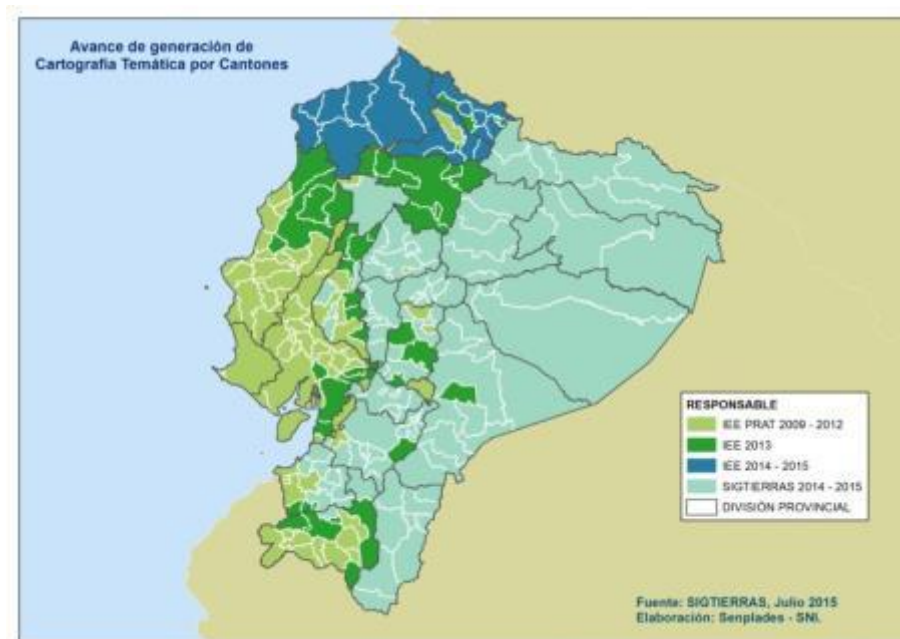 Avance de generación de
Cartografía Temática por Cantones
RESPONSABLE
IEE PRAT 2009 - 2012
IEE 2013
IEE 2014 - 2015
SIGTIERRAS 2014 - 2015
DIVISIÓN PROVINCIAL
Fuente: SIGTIERRAS, Julio 2015
Elaboración: Senplades - SNI.